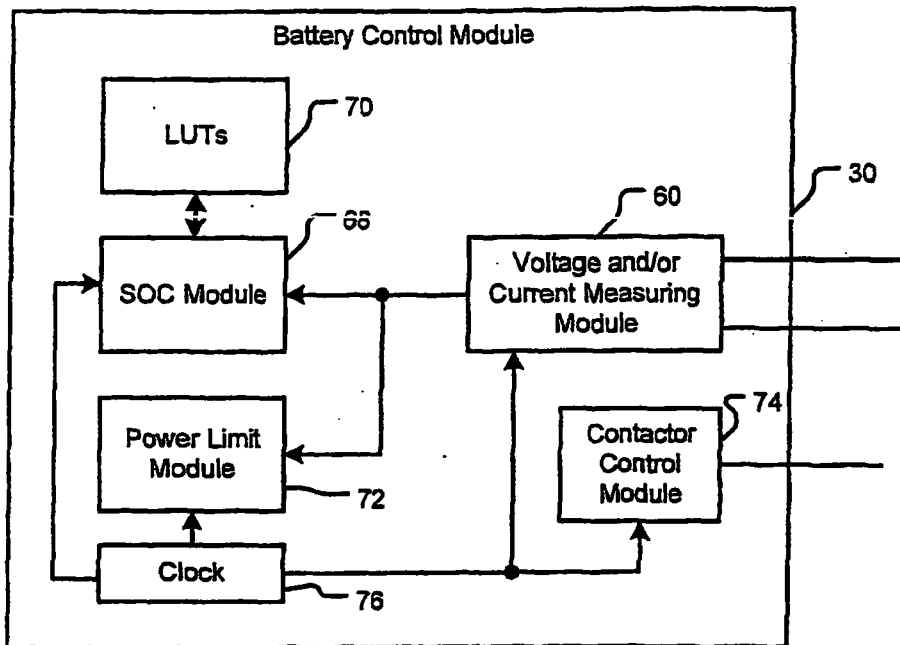 Battery Control Module
LUTs
70
30
60
68
SOC Module
Voltage and/or
Current Measuring
Module
74
Power Limit
Module
72
Contactor
Control
Module
Clock
76